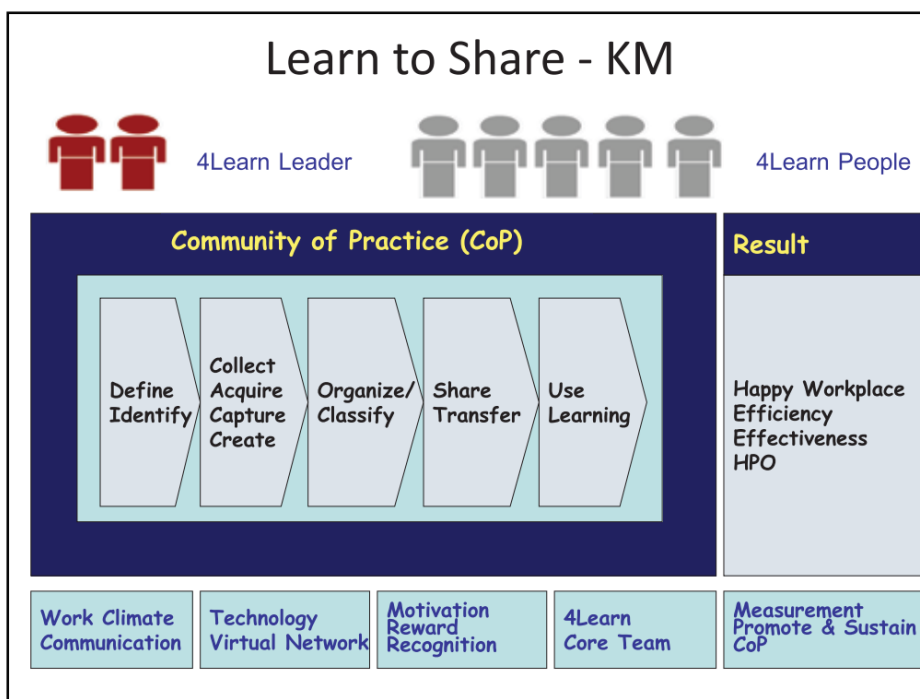 Learn to Share - KM
4Learn Leader
4Learn People
Community of Practice (CoP)
Result
Define
Identify
Collect
Acquire
Capture
Create
Organize/
Classify
Share
Transfer
Use
Learning
Happy Workplace
Efficiency
Effectiveness
HPO
Work Climate
Communication
Technology
Virtual Network
Motivation
Reward
Recognition
4Learn
Core Team
Measurement
Promote & Sustain
CoP